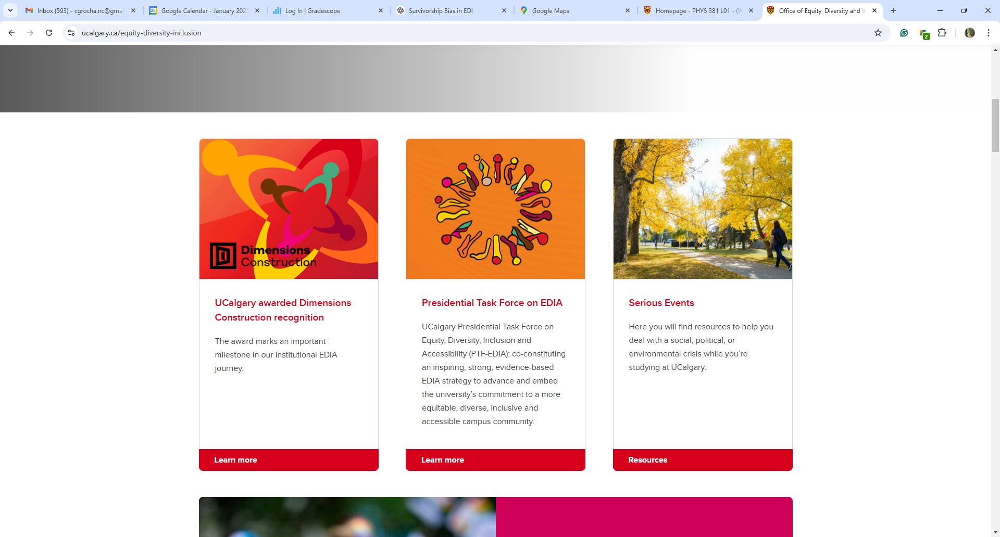 Inbox (593) - cgrocha.nc@gmai
Google Calendar - January 2025
Log In | Gradescope
Survivorship Bias in EDI
Google Maps
Homepage - PHYS 381 L01 - (W
Office of Equity, Diversity and I
ucalgary.ca/equity-diversity-inclusion
2
Dimensions
Construction
UCalgary awarded Dimensions
Construction recognition
The award marks an important
milestone in our institutional EDIA
journey.
Learn more
Presidential Task Force on EDIA
UCalgary Presidential Task Force on
Equity, Diversity, Inclusion and
Accessibility (PTF-EDIA): co-constituting
an inspiring, strong, evidence-based
EDIA strategy to advance and embed
the university’s commitment to a more
equitable, diverse, inclusive and
accessible campus community.
Learn more
Serious Events
Here you will find resources to help you
deal with a social, political, or
environmental crisis while you’re
studying at UCalgary.
Resources